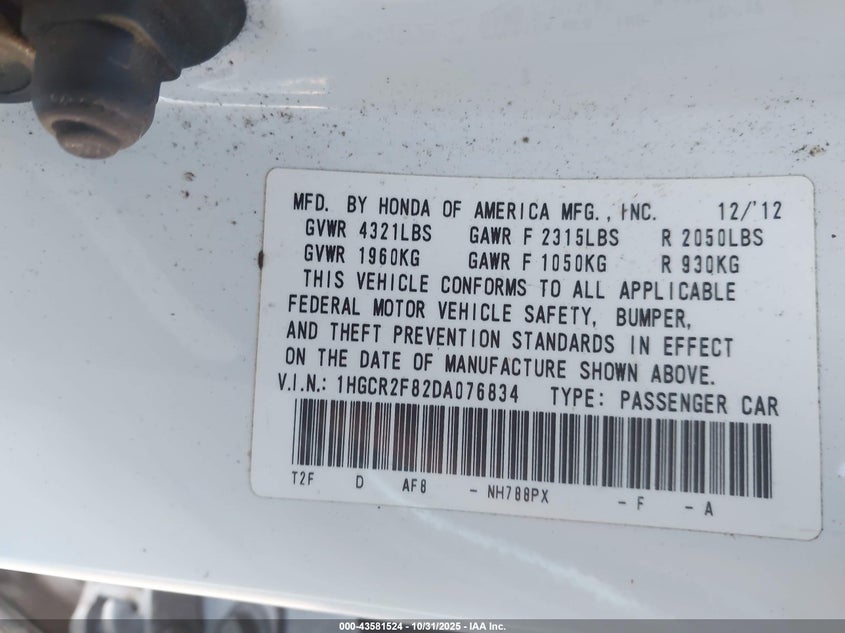 MFD. BY HONDA OF AMERICA MFG., INC. 12/'12
GVWR 4321LBS GAWR F 2315LBS R 2050LBS
GVWR 1960KG GAWR F 1050KG R 930KG
THIS VEHICLE CONFORMS TO ALL APPLICABLE
FEDERAL MOTOR VEHICLE SAFETY, BUMPER,
AND THEFT PREVENTION STANDARDS IN EFFECT
ON THE DATE OF MANUFACTURE SHOWN ABOVE.
V.I.N.: 1HGCR2F82DA076834 TYPE: PASSENGER CAR
T2F D AF8 - NH788PX - F - A
000-43581524 - 10/31/2025 - IAA Inc.